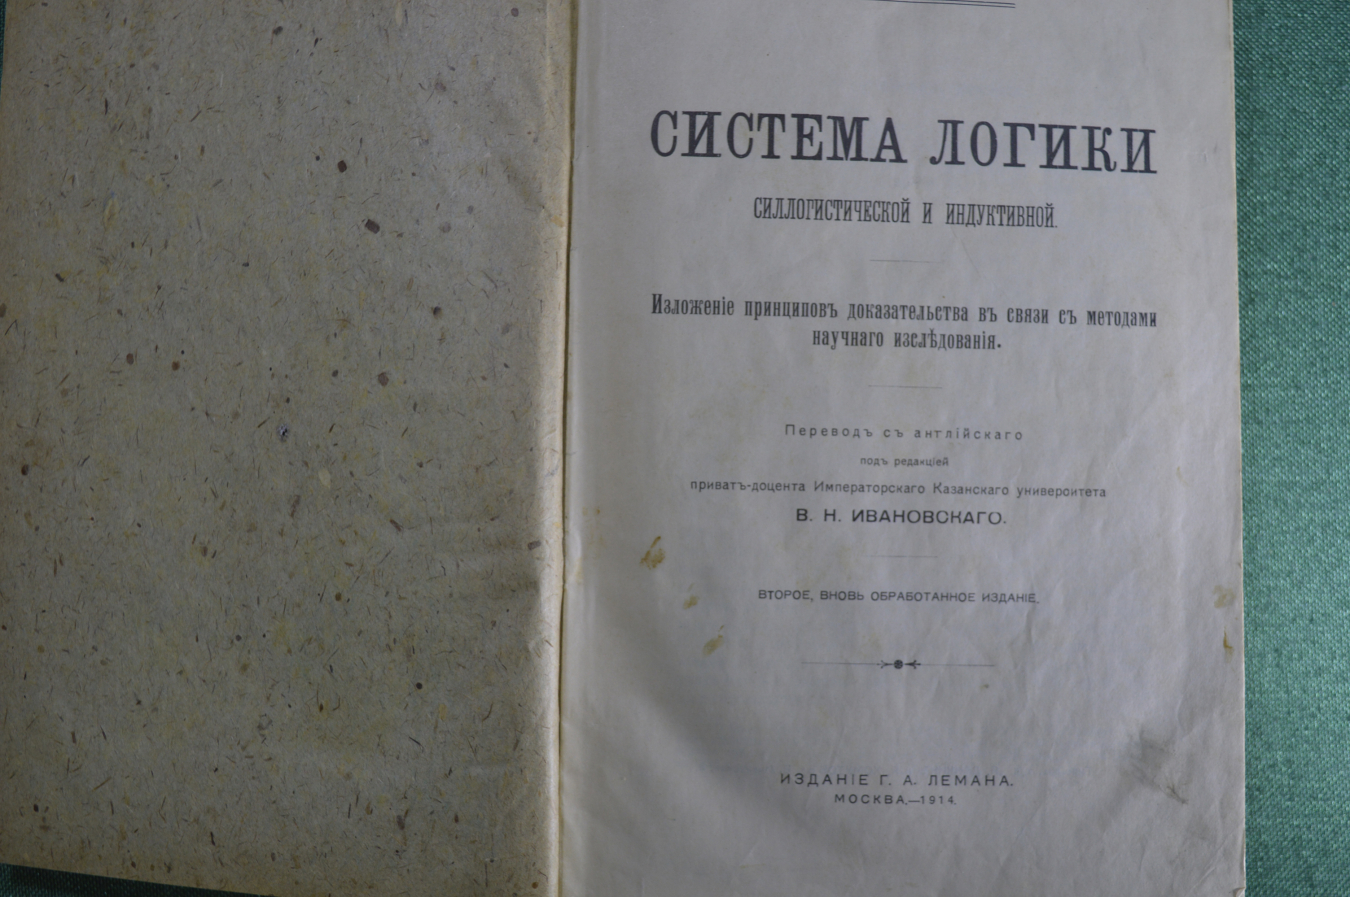 СИСТЕМА ЛОГИКИ
СИЛЛОГИСТИЧЕСКОЙ И ИНДУКТИВНОЙ.
Изложеніе принциповъ доказательства въ связи съ методами
научнаго изслѣдованія.
Переводъ съ англійскаго
подъ редакціей
приватъ-доцента Императорскаго Казанскаго университета
В. Н. ИВАНОВСКАГО.
ВТОРОЕ, ВНОВЬ ОБРАБОТАННОЕ ИЗДАНІЕ.
ИЗДАНІЕ Г. А. ЛЕМАНА.
МОСКВА.—1914.